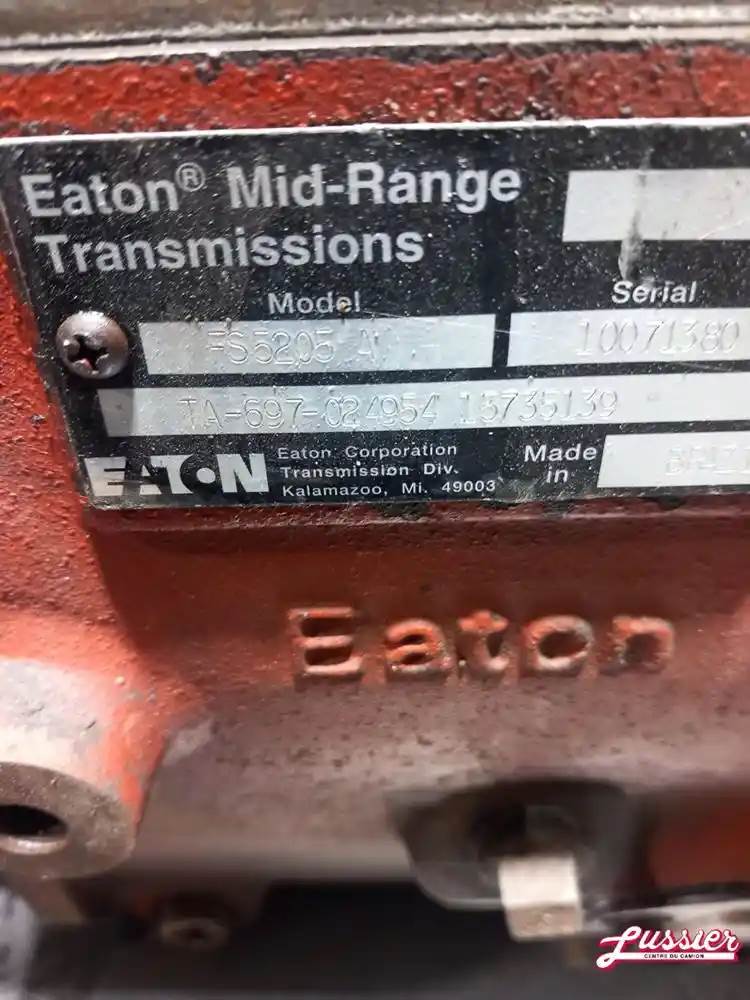 Eaton® Mid-Range
Transmissions
Model
Serial
FS5205 A
10071380
TA-697-024954 15735139
EATON
Eaton Corporation
Transmission Div.
Kalamazoo, Mi. 49003
Made
in
Eaton
Lussier
CENTRE DU CAMION